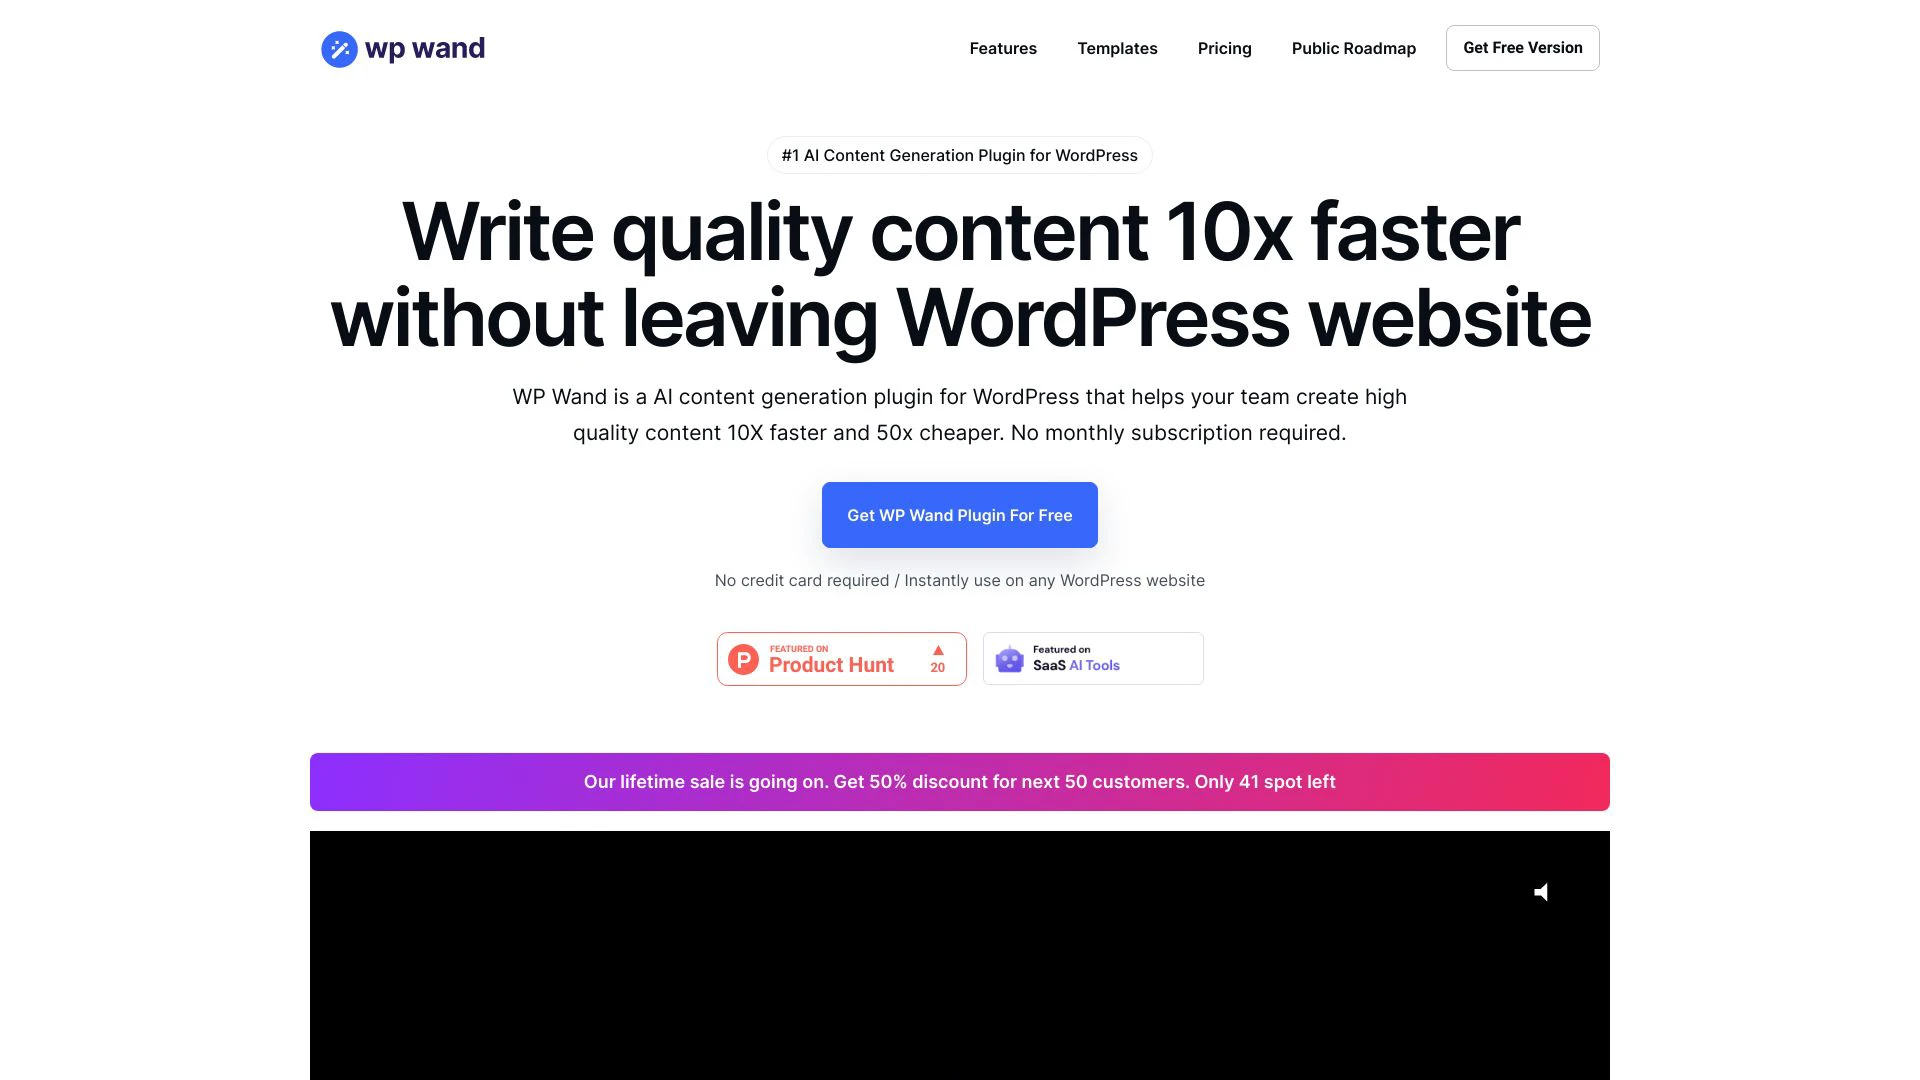 wp wand
Features
Templates
Pricing
Public Roadmap
Get Free Version
#1 AI Content Generation Plugin for WordPress
Write quality content 10x faster
without leaving WordPress website
WP Wand is a AI content generation plugin for WordPress that helps your team create high
quality content 10X faster and 50x cheaper. No monthly subscription required.
Get WP Wand Plugin For Free
No credit card required / Instantly use on any WordPress website
P
FEATURED ON
Product Hunt
20
Featured on
SaaS AI Tools
Our lifetime sale is going on. Get 50% discount for next 50 customers. Only 41 spot left